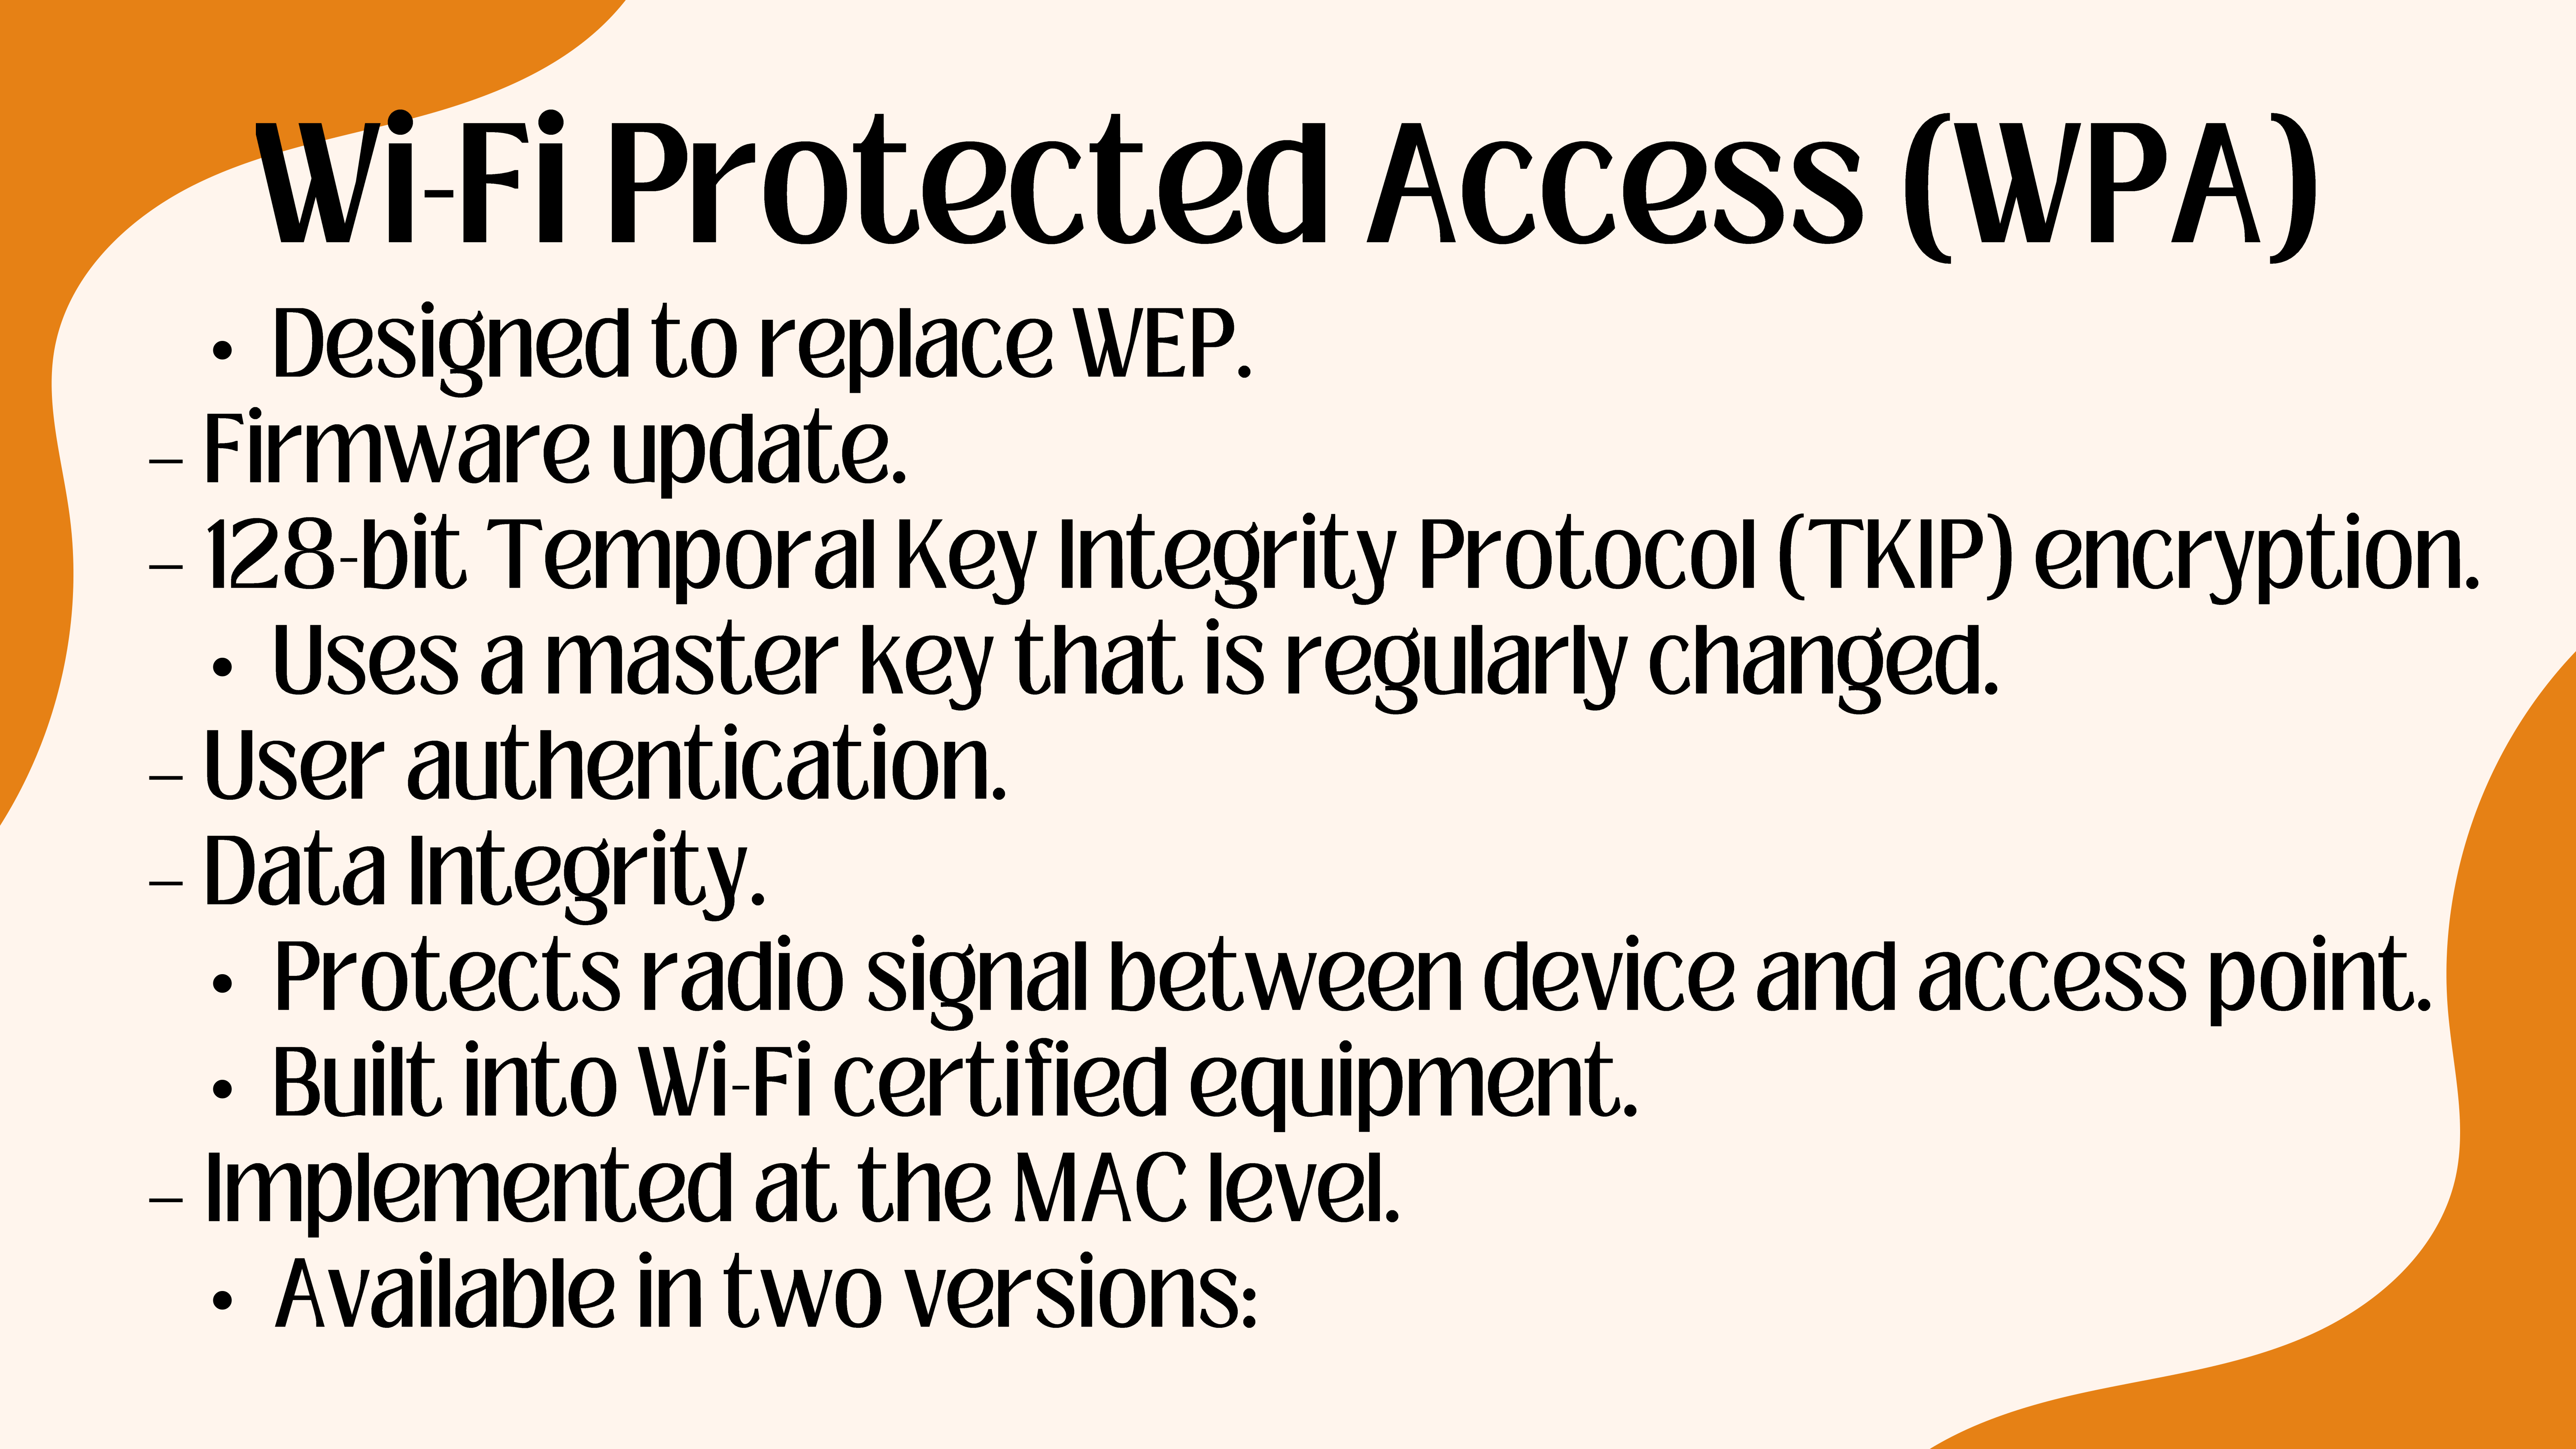 Wi-Fi Protected Access (WPA)
• Designed to replace WEP.
– Firmware update.
– 128-bit Temporal Key Integrity Protocol (TKIP) encryption.
• Uses a master key that is regularly changed.
– User authentication.
– Data Integrity.
• Protects radio signal between device and access point.
• Built into Wi-Fi certified equipment.
– Implemented at the MAC level.
• Available in two versions: